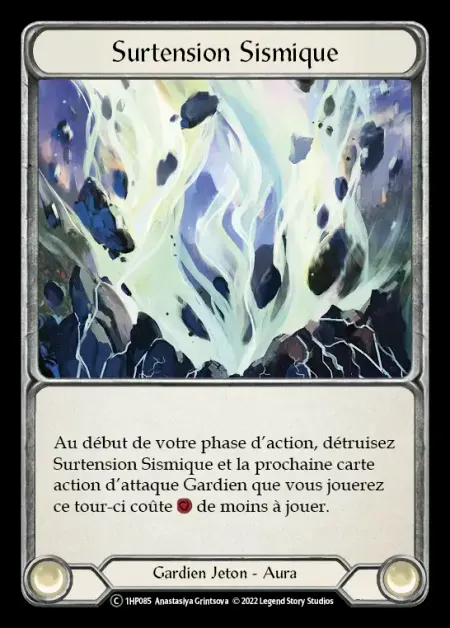 Surtension Sismique
Au début de votre phase d'action, détruisez
Surtension Sismique et la prochaine carte
action d'attaque Gardien que vous jouerez
ce tour-ci coûte de moins à jouer.
Gardien Jeton - Aura
C 1HP085 Anastasiya Grintsova © 2022 Legend Story Studios